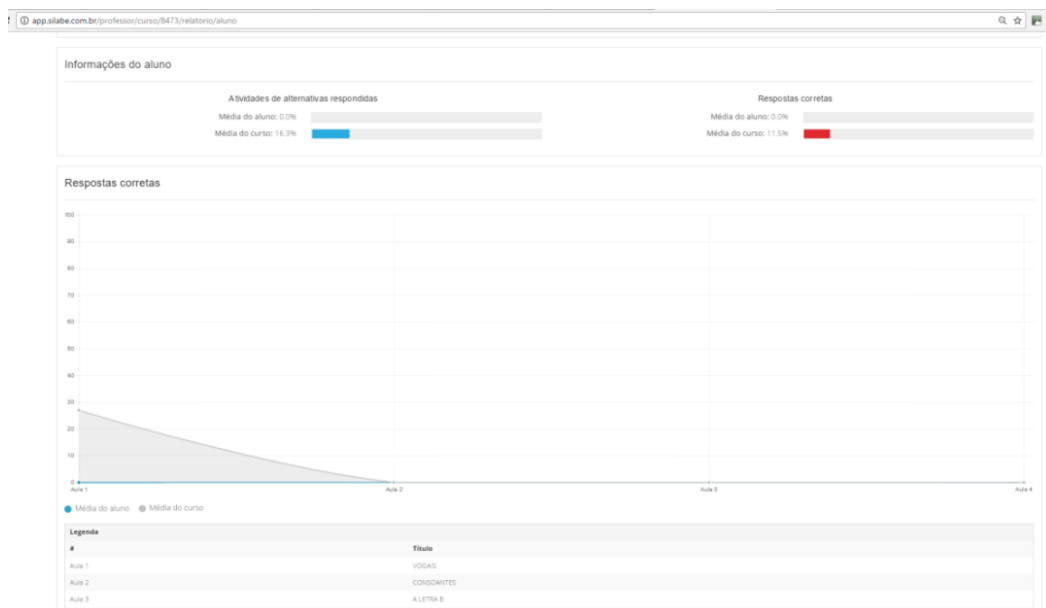 app.silabe.com.br/professor/curso/8473/relatorio/aluno
Informações do aluno
Atividades de alternativas respondidas
Média do aluno: 0.0%
Média do curso: 16.3%
Respostas corretas
Média do aluno: 0.0%
Média do curso: 11.5%
Respostas corretas
100
90
80
70
60
50
40
30
20
10
0
Aula 1 Aula 2 Aula 3 Aula 4
Média do aluno Média do curso
Legenda
# Título
Aula 1 VOGAIS
Aula 2 CONSOANTES
Aula 3 A LETRA B